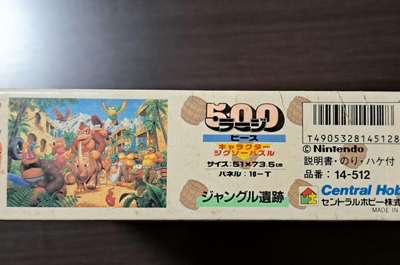 500
ラージ
ピース
キャラクター
ジグソーパズル
サイズ:51×73.5cm
パネル:10-T
ジャングル遺跡
T4905328145128
©Nintendo
説明書・のり・ハケ付
品番:14-512
Central Hob
セントラルホビー株式
MADE IN